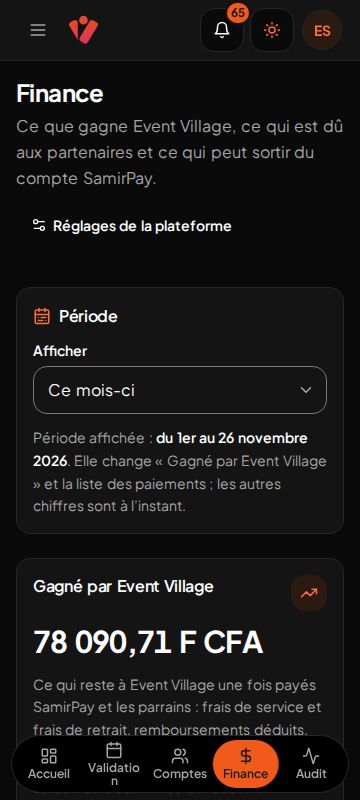 65
ES
Finance
Ce que gagne Event Village, ce qui est dû
aux partenaires et ce qui peut sortir du
compte SamirPay.
Réglages de la plateforme
Période
Afficher
Ce mois-ci
Période affichée : du 1er au 26 novembre
2026. Elle change « Gagné par Event Village
» et la liste des paiements ; les autres
chiffres sont à l'instant.
Gagné par Event Village
78 090,71 F CFA
Ce qui reste à Event Village une fois payés
SamirPay et les parrains : frais de service et
frais de retrait, remboursements déduits.
Accueil
Validatio
n
Comptes
Finance
Audit